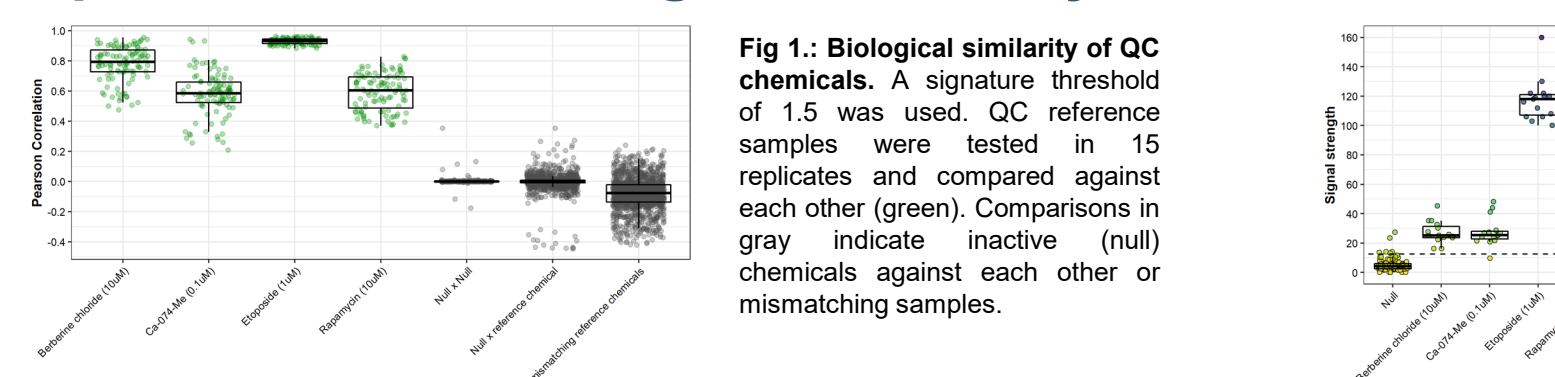 Pearson Correlation
1.0
0.8
0.6
0.4
0.2
0.0
-0.2
-0.4
Berberine chloride (10uM)
Ca-074-Me (0.1uM)
Etoposide (1uM)
Rapamycin (10uM)
Null x Null
Null x reference chemical
mismatching reference chemicals
Fig 1.: Biological similarity of QC
chemicals. A signature threshold
of 1.5 was used. QC reference
samples were tested in 15
replicates and compared against
each other (green). Comparisons in
gray indicate inactive (null)
chemicals against each other or
mismatching samples.
Signal strength
160
140
120
100
80
60
40
20
0
Null
Berberine chloride (10uM)
Ca-074-Me (0.1uM)
Etoposide (1uM)